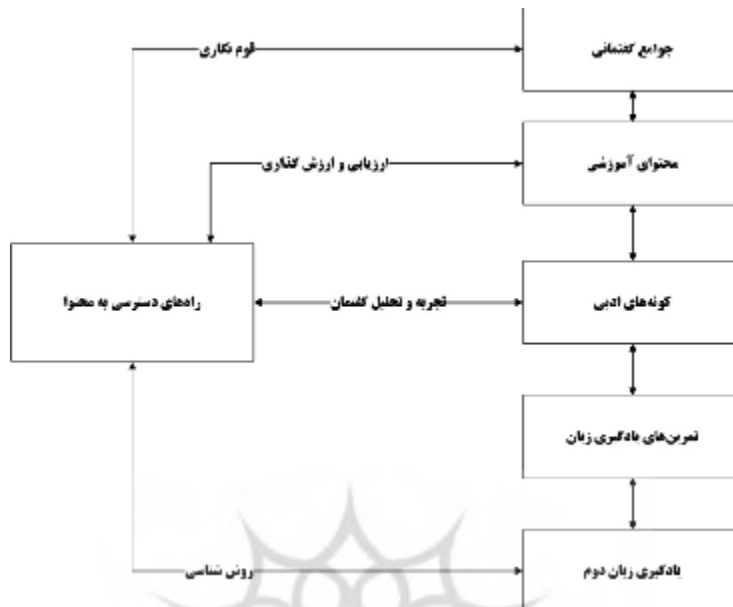 جوامع گفتمانی
قوم نگاری
محتوای آموزشی
ارزیابی و ارزش گذاری
گونه‌های ادبی
تجزیه و تحلیل گفتمان
راه‌های دسترسی به محتوا
تمرین‌های یادگیری زبان
یادگیری زبان دوم
روش شناسی